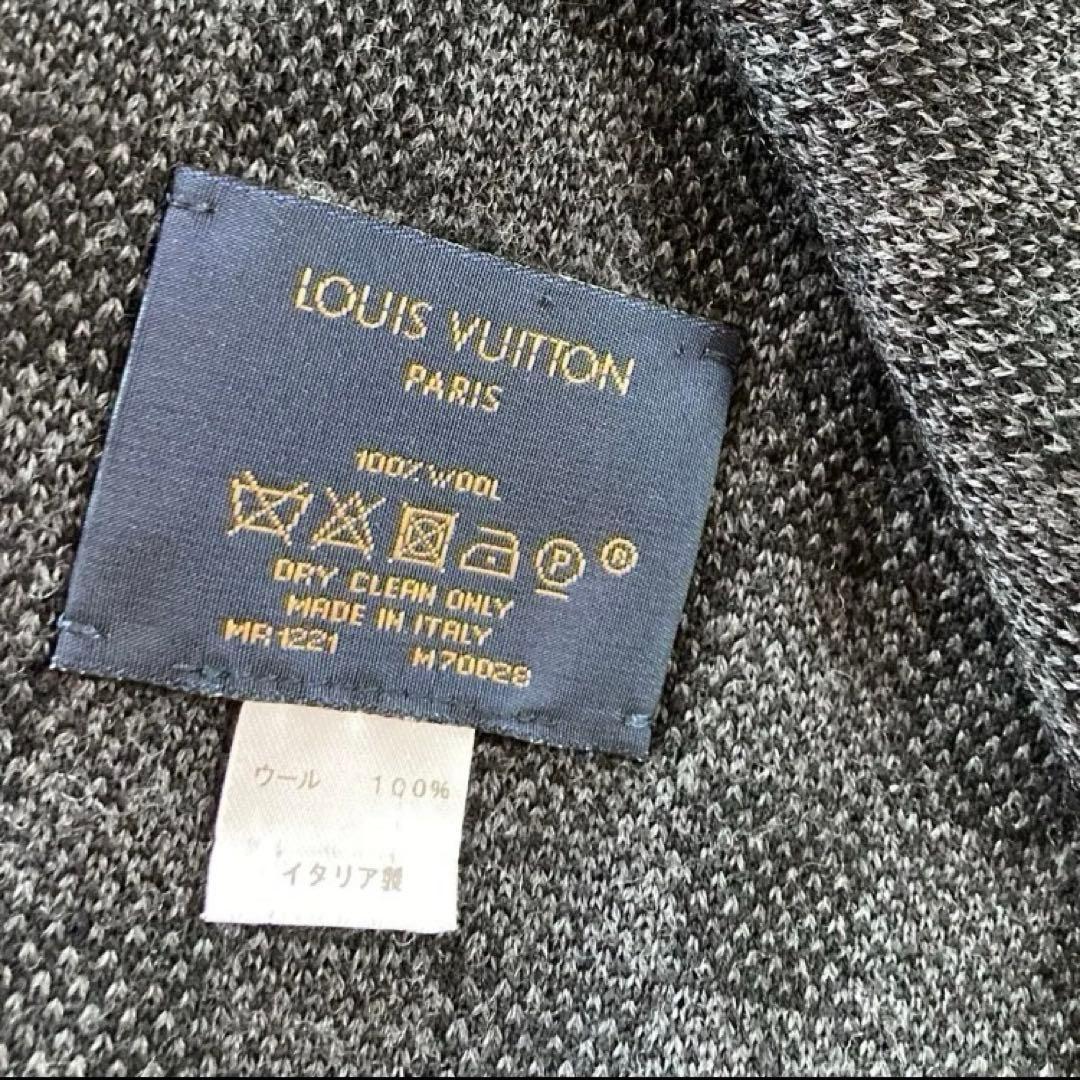 LOUIS VUITTON
PARIS
100% WOOL
P ®
DRY CLEAN ONLY
MADE IN ITALY
MR1221 M70028
ウール 100%
イタリア製